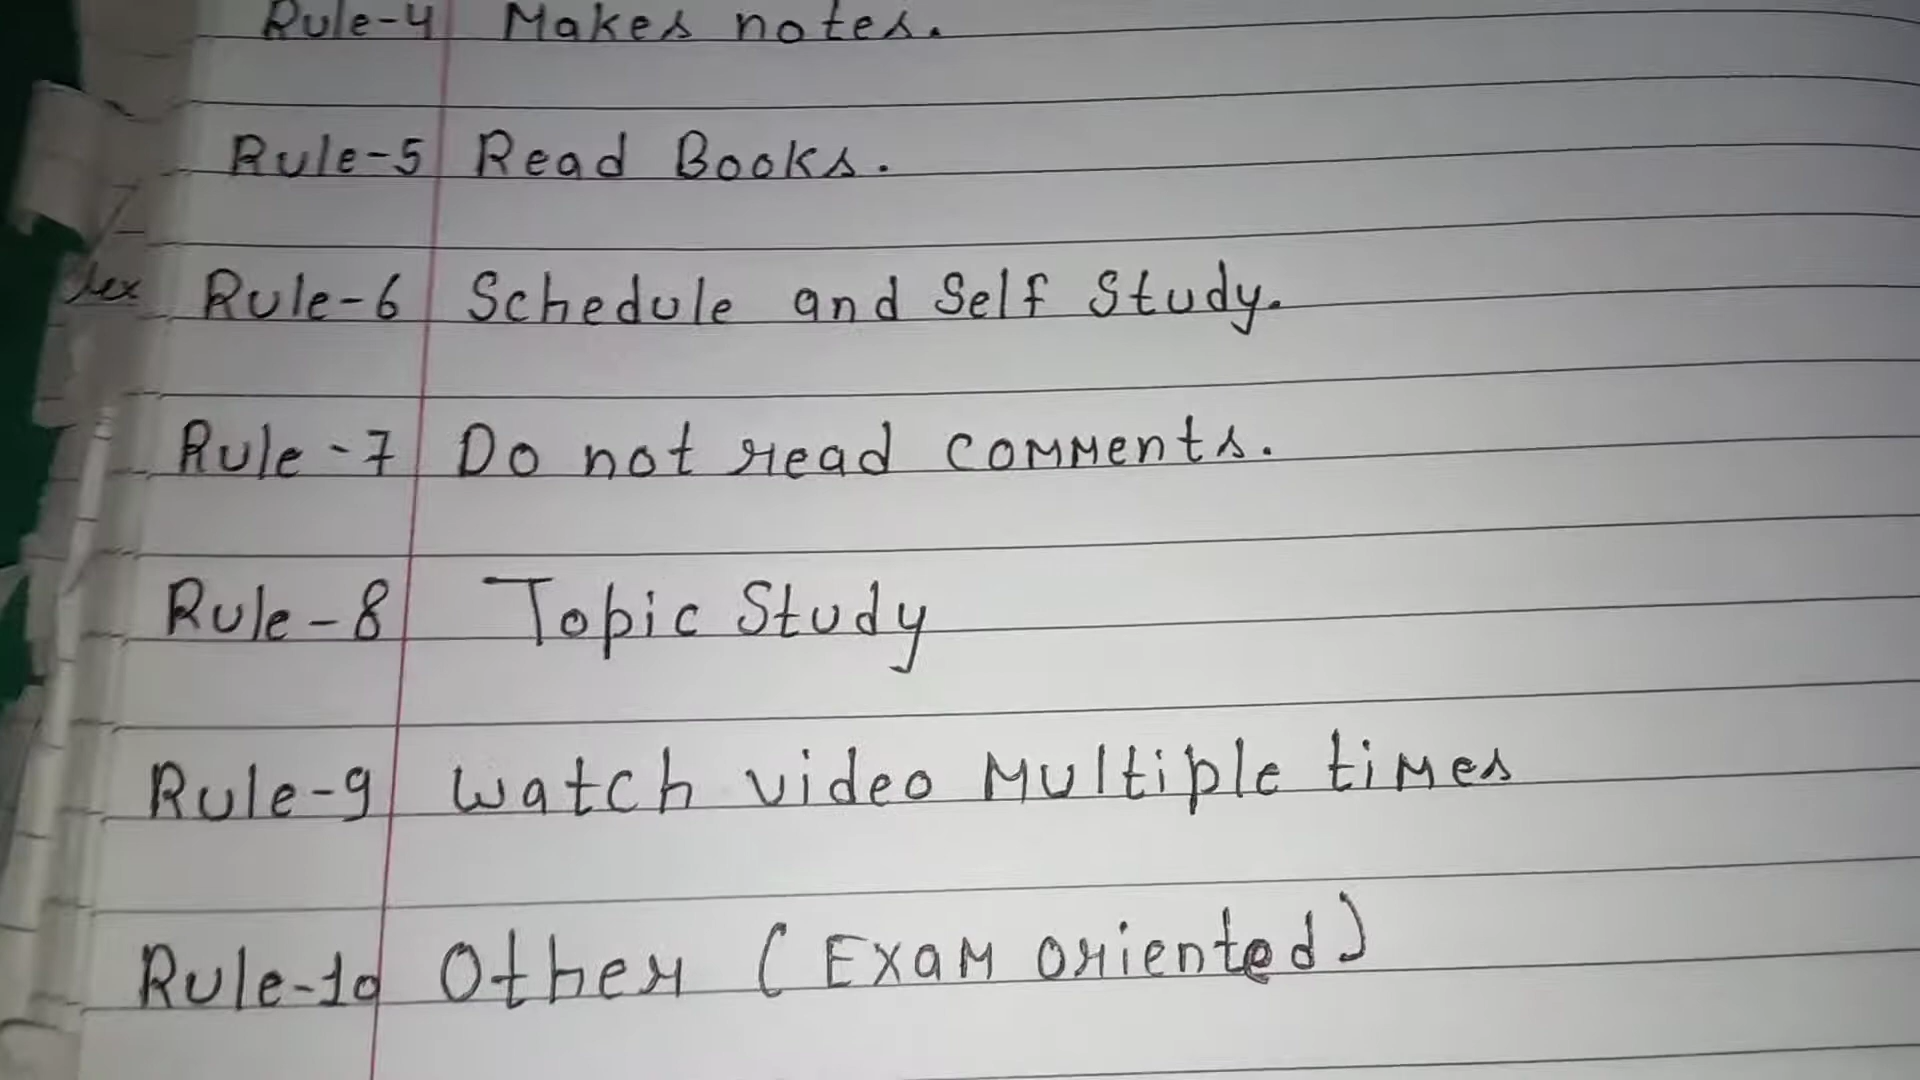 Rule-4 Makes notes.
Rule-5 Read Books.
Rule-6 Schedule and Self Study.
Rule-7 Do not read comments.
Rule-8 Topic Study
Rule-9 Watch video Multiple times
Rule-10 Other (Exam oriented)